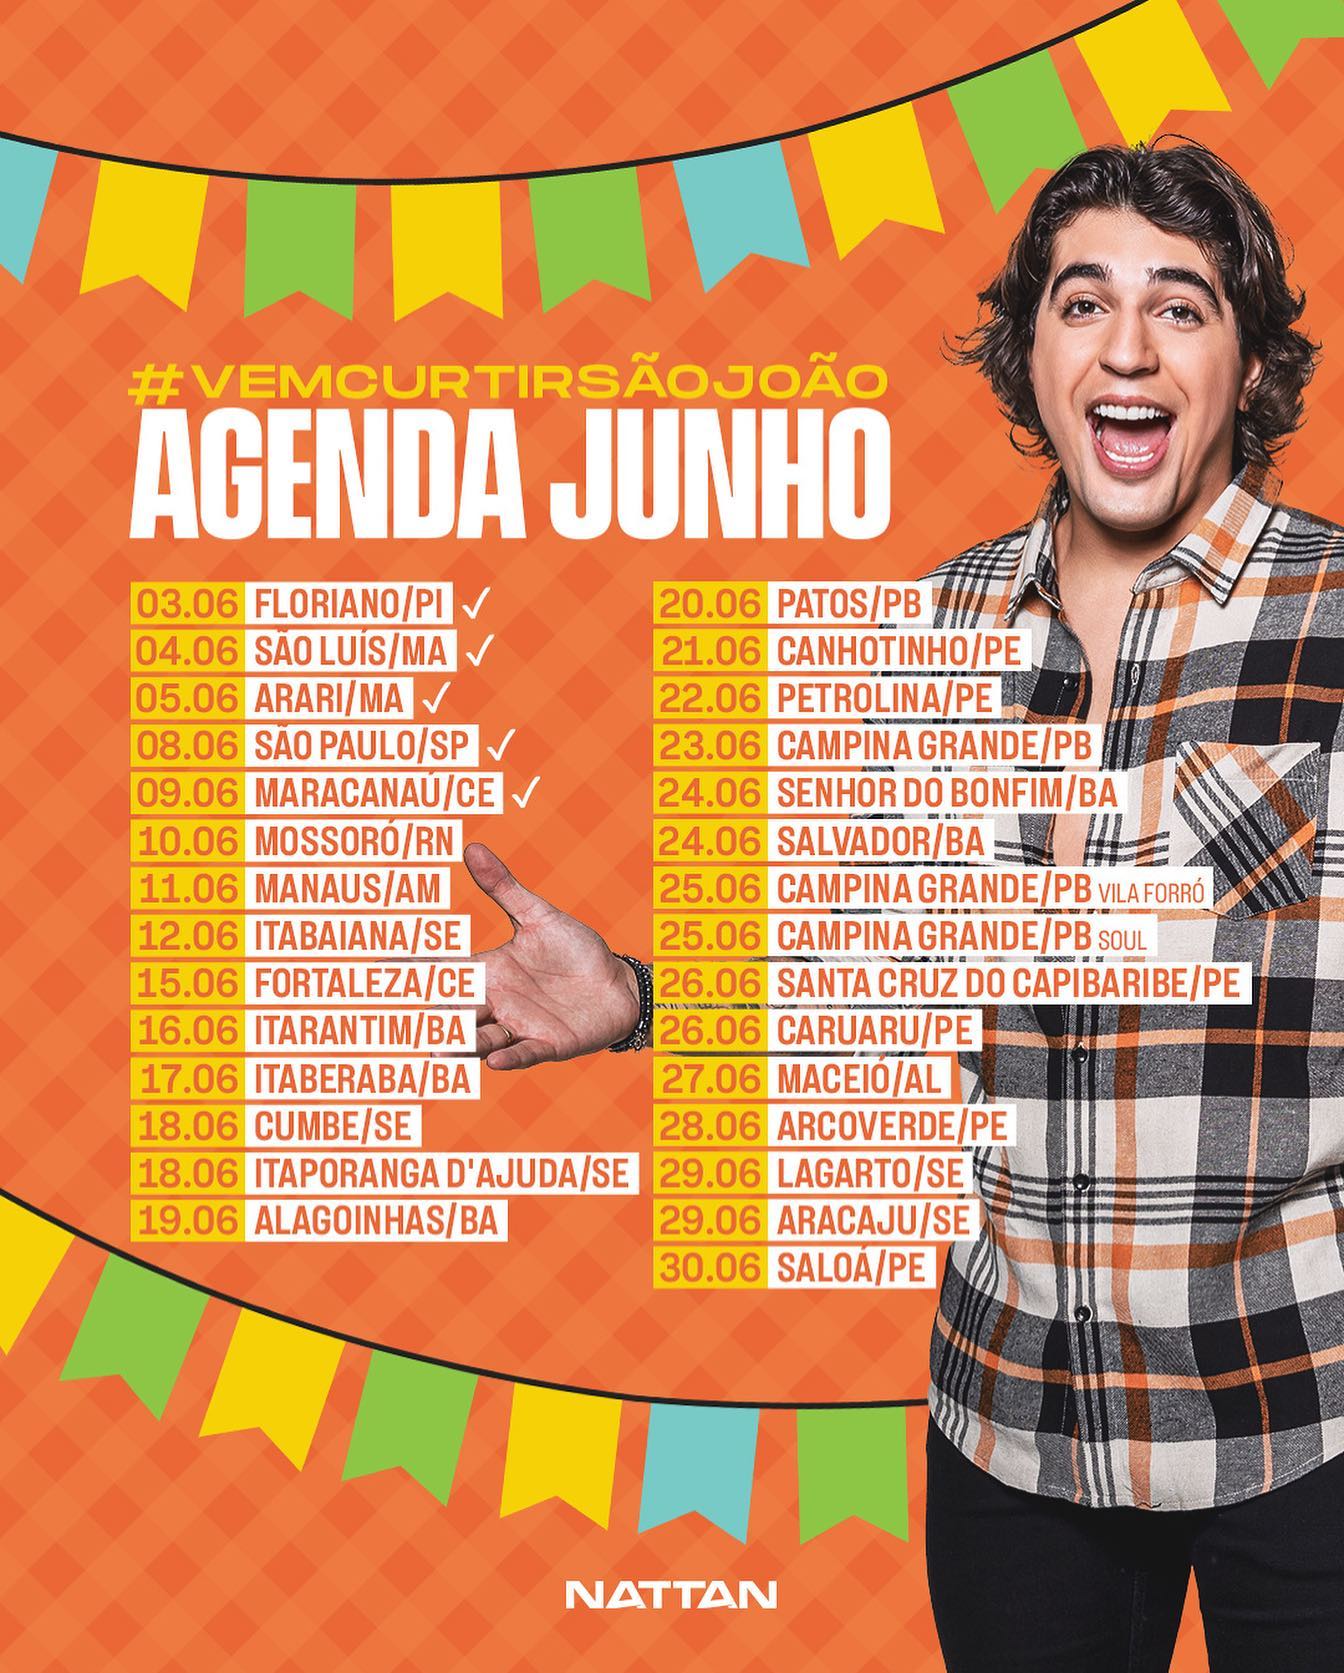 #VEMCURTIRSÃOJOÃO
AGENDA JUNHO
03.06 FLORIANO/PI ✓
04.06 SÃO LUÍS/MA ✓
05.06 ARARI/MA ✓
08.06 SÃO PAULO/SP ✓
09.06 MARACANAÚ/CE ✓
10.06 MOSSORÓ/RN
11.06 MANAUS/AM
12.06 ITABAIANA/SE
15.06 FORTALEZA/CE
16.06 ITARANTIM/BA
17.06 ITABERABA/BA
18.06 CUMBE/SE
18.06 ITAPORANGA D'AJUDA/SE
19.06 ALAGOINHAS/BA
20.06 PATOS/PB
21.06 CANHOTINHO/PE
22.06 PETROLINA/PE
23.06 CAMPINA GRANDE/PB
24.06 SENHOR DO BONFIM/BA
24.06 SALVADOR/BA
25.06 CAMPINA GRANDE/PB VILA FORRÓ
25.06 CAMPINA GRANDE/PB SOUL
26.06 SANTA CRUZ DO CAPIBARIBE/PE
26.06 CARUARU/PE
27.06 MACEIÓ/AL
28.06 ARCOVERDE/PE
29.06 LAGARTO/SE
29.06 ARACAJU/SE
30.06 SALOÁ/PE
NATTAN